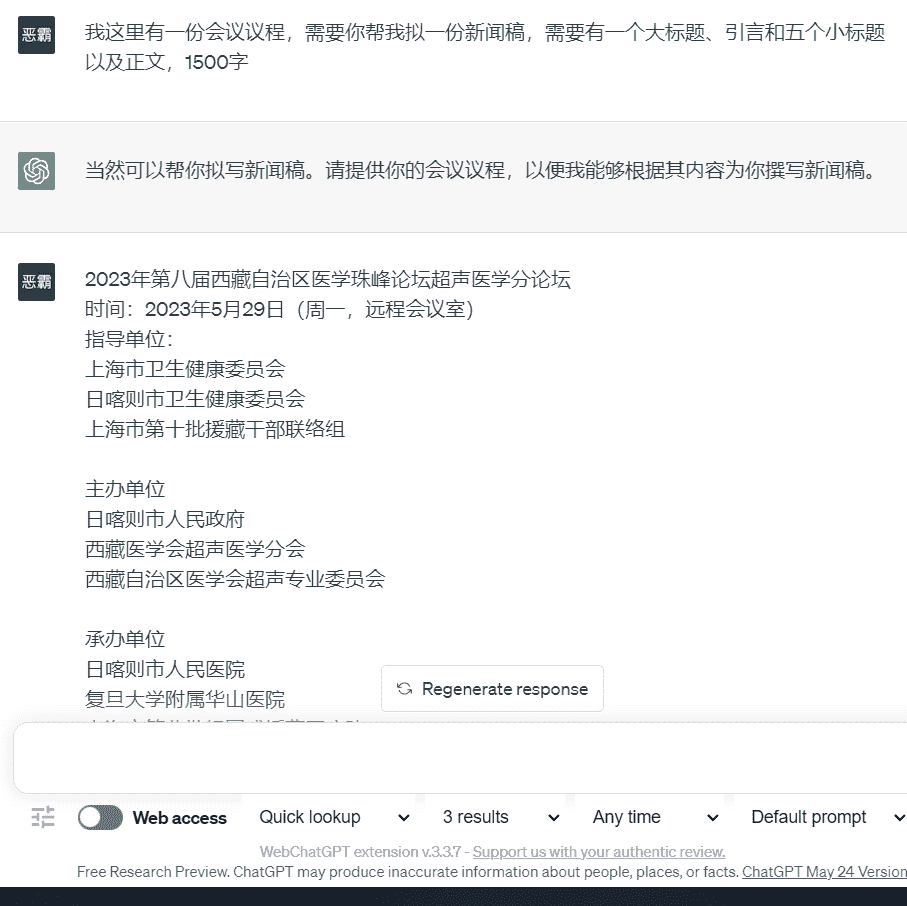 恶霸
我这里有一份会议议程，需要你帮我拟一份新闻稿，需要有一个大标题、引言和五个小标题
以及正文，1500字
当然可以帮你拟写新闻稿。请提供你的会议议程，以便我能够根据其内容为你撰写新闻稿。
恶霸
2023年第八届西藏自治区医学珠峰论坛超声医学分论坛
时间：2023年5月29日（周一，远程会议室）
指导单位：
上海市卫生健康委员会
日喀则市卫生健康委员会
上海市第十批援藏干部联络组
主办单位
日喀则市人民政府
西藏医学会超声医学分会
西藏自治区医学会超声专业委员会
承办单位
日喀则市人民医院
复旦大学附属华山医院
Regenerate response
Web access
Quick lookup
3 results
Any time
Default prompt
WebChatGPT extension v.3.3.7 - Support us with your authentic review.
Free Research Preview. ChatGPT may produce inaccurate information about people, places, or facts. ChatGPT May 24 Version